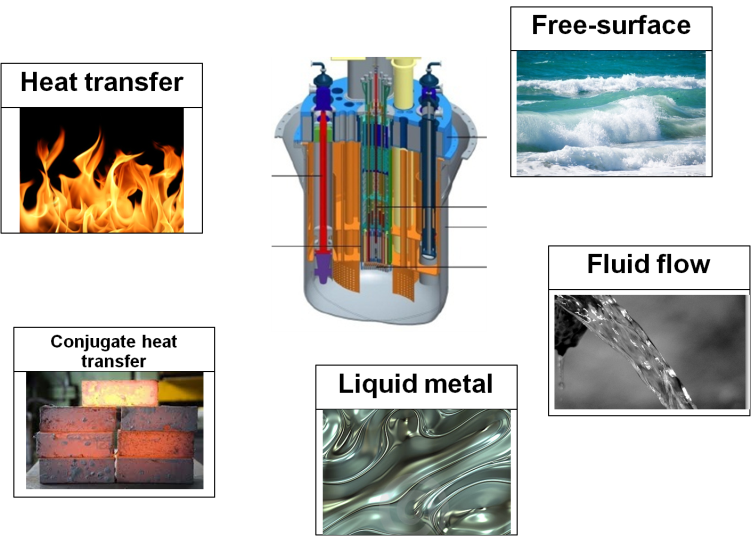 Free-surface
Heat transfer
Fluid flow
Conjugate heat
transfer
Liquid metal